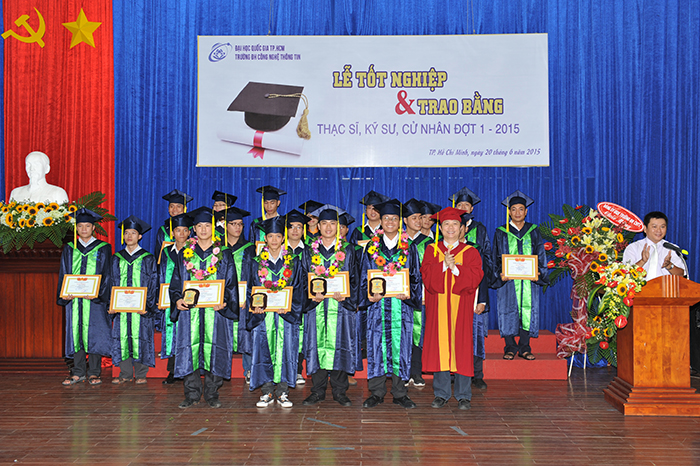 ĐẠI HỌC QUỐC GIA TP.HCM
TRƯỜNG ĐH CÔNG NGHỆ THÔNG TIN
LỄ TỐT NGHIỆP
& TRAO BẰNG
THẠC SĨ, KỸ SƯ, CỬ NHÂN ĐỢT 1 - 2015
TP. Hồ Chí Minh, ngày 20 tháng 6 năm 2015